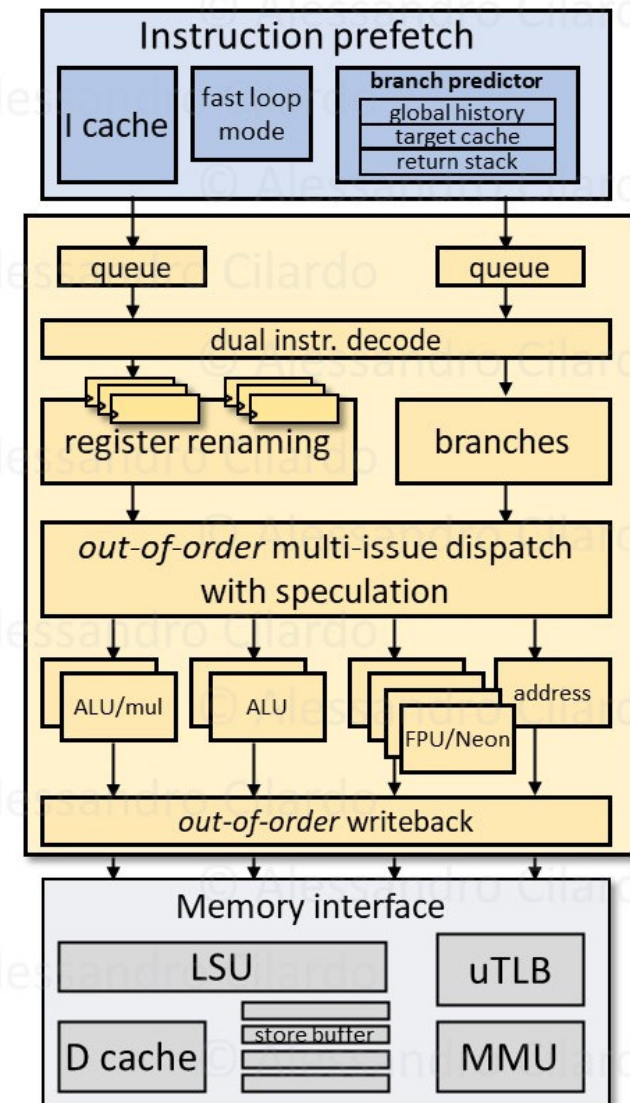 © Alessandro Cilardo
Instruction prefetch
I cache
fast loop
mode
branch predictor
global history
target cache
return stack
queue
queue
dual instr. decode
register renaming
branches
out-of-order multi-issue dispatch
with speculation
ALU/mul
ALU
FPU/Neon
address
out-of-order writeback
Memory interface
LSU
uTLB
store buffer
D cache
MMU